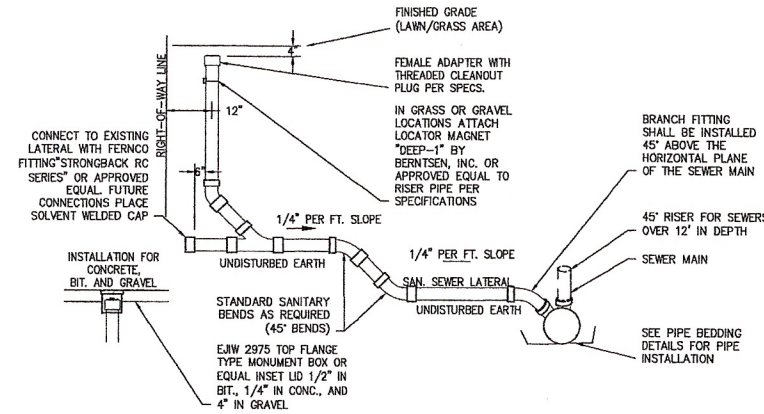 FINISHED GRADE
(LAWN/GRASS AREA)
4"
RIGHT-OF-WAY LINE
FEMALE ADAPTER WITH
THREADED CLEANOUT
PLUG PER SPECS.
12"
IN GRASS OR GRAVEL
LOCATIONS ATTACH
LOCATOR MAGNET
"DEEP-1" BY
BERNTSEN, INC. OR
APPROVED EQUAL TO
RISER PIPE PER
SPECIFICATIONS
BRANCH FITTING
SHALL BE INSTALLED
45° ABOVE THE
HORIZONTAL PLANE
OF THE SEWER MAIN
CONNECT TO EXISTING
LATERAL WITH FERNCO
FITTING"STRONGBACK RC
SERIES" OR APPROVED
EQUAL. FUTURE
CONNECTIONS PLACE
SOLVENT WELDED CAP
6"
1/4" PER FT. SLOPE
45° RISER FOR SEWERS
OVER 12' IN DEPTH
SEWER MAIN
1/4" PER FT. SLOPE
UNDISTURBED EARTH
SAN. SEWER LATERAL
UNDISTURBED EARTH
INSTALLATION FOR
CONCRETE,
BIT. AND GRAVEL
STANDARD SANITARY
BENDS AS REQUIRED
(45° BENDS)
SEE PIPE BEDDING
DETAILS FOR PIPE
INSTALLATION
EJIW 2975 TOP FLANGE
TYPE MONUMENT BOX OR
EQUAL INSET LID 1/2" IN
BIT., 1/4" IN CONC., AND
4" IN GRAVEL